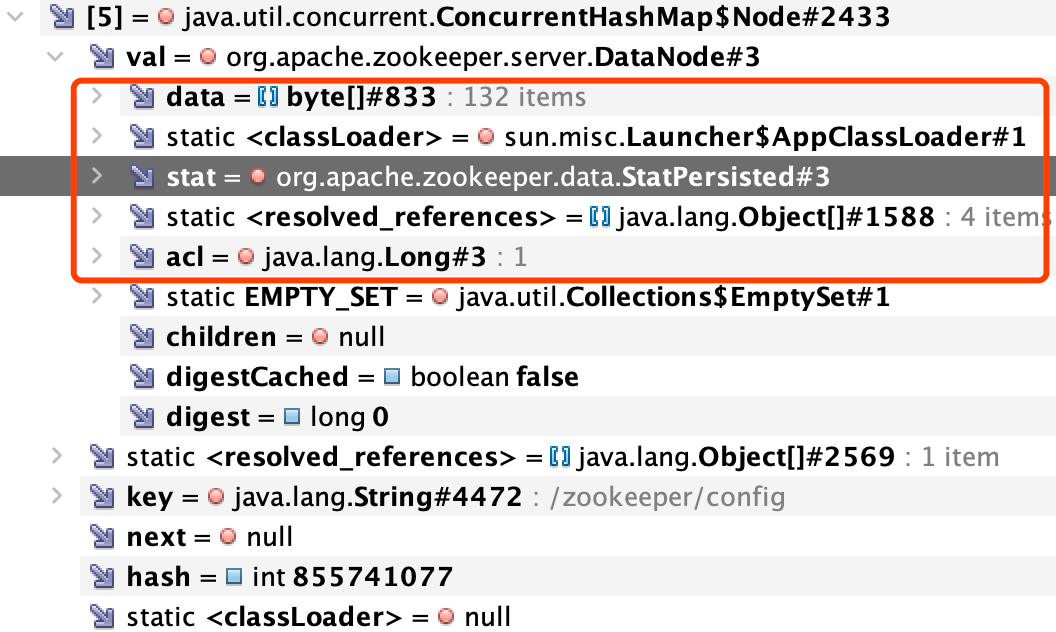 [5] = java.util.concurrent.ConcurrentHashMap$Node#2433
val = org.apache.zookeeper.server.DataNode#3
data = byte[]#833 : 132 items
static <classLoader> = sun.misc.Launcher$AppClassLoader#1
stat = org.apache.zookeeper.data.StatPersisted#3
static <resolved_references> = java.lang.Object[]#1588 : 4 items
acl = java.lang.Long#3 : 1
static EMPTY_SET = java.util.Collections$EmptySet#1
children = null
digestCached = boolean false
digest = long 0
static <resolved_references> = java.lang.Object[]#2569 : 1 item
key = java.lang.String#4472 : /zookeeper/config
next = null
hash = int 855741077
static <classLoader> = null